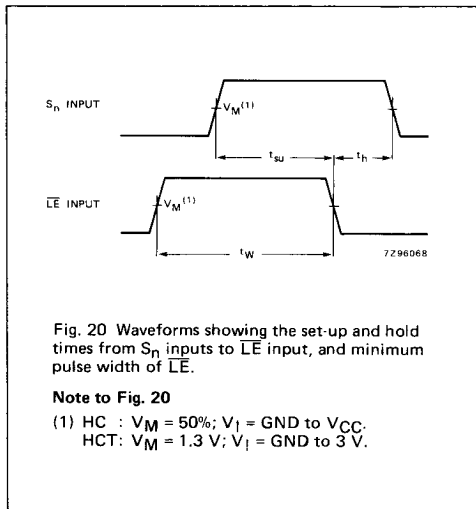 Sn INPUT
VM(1)
tsu
th
LE INPUT
VM(1)
tW
7Z96068
Fig. 20 Waveforms showing the set-up and hold
times from Sn inputs to LE input, and minimum
pulse width of LE.
Note to Fig. 20
(1) HC : VM = 50%; VI = GND to VCC.
HCT: VM = 1.3 V; VI = GND to 3 V.